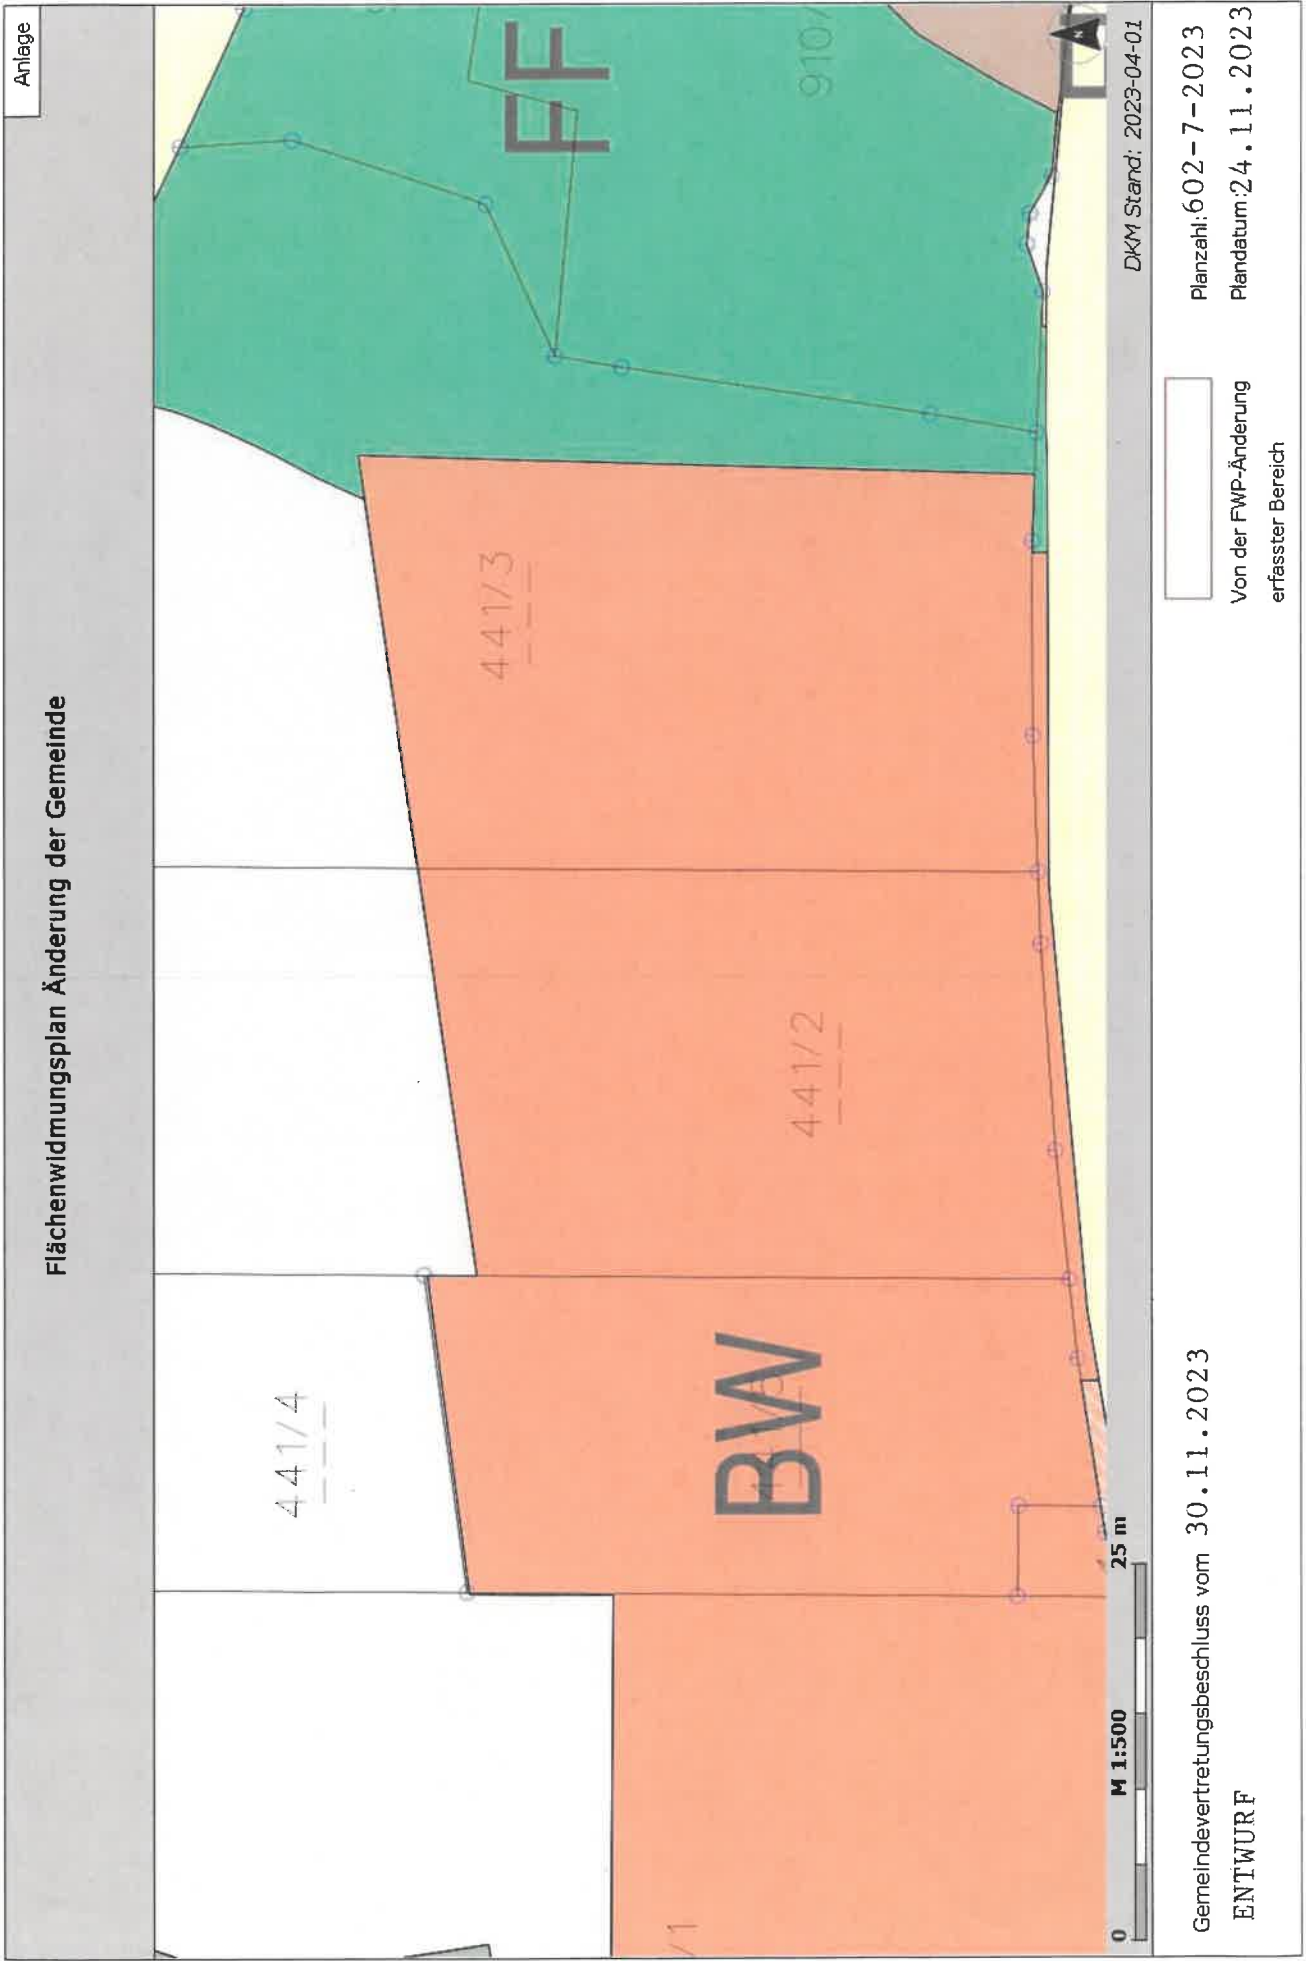 Anlage
Flächenwidmungsplan Änderung der Gemeinde
441/4
441/3
441/2
BW
FF
910/
/1
0
M 1:500
25 m
DKM Stand: 2023-04-01
Gemeindevertretungsbeschluss vom 30.11.2023
ENTWURF
Von der FWP-Änderung
erfasster Bereich
Planzahl: 602-7-2023
Plandatum: 24.11.2023